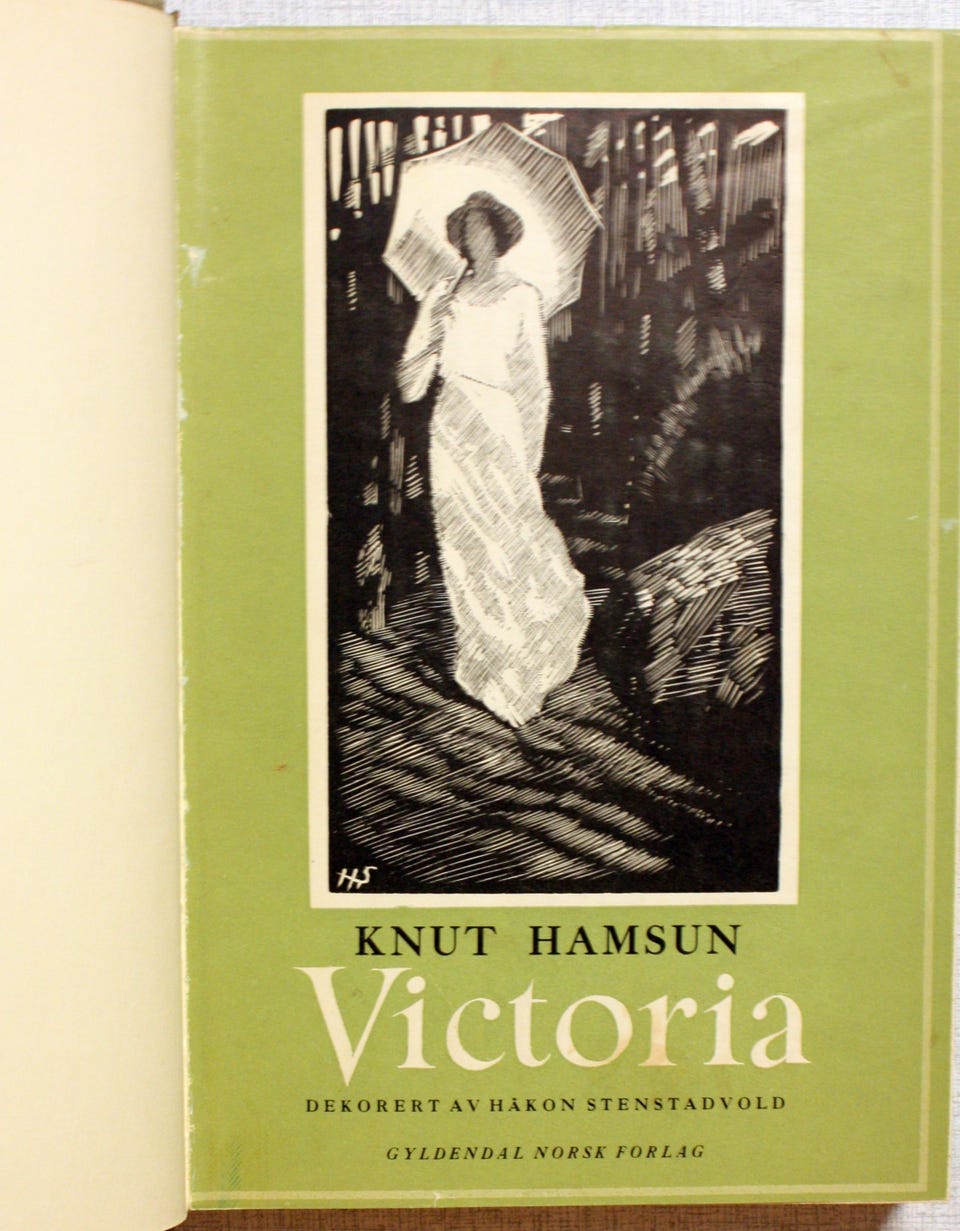 HS
KNUT HAMSUN
Victoria
DEKORERT AV HÅKON STENSTADVOLD
GYLDENDAL NORSK FORLAG